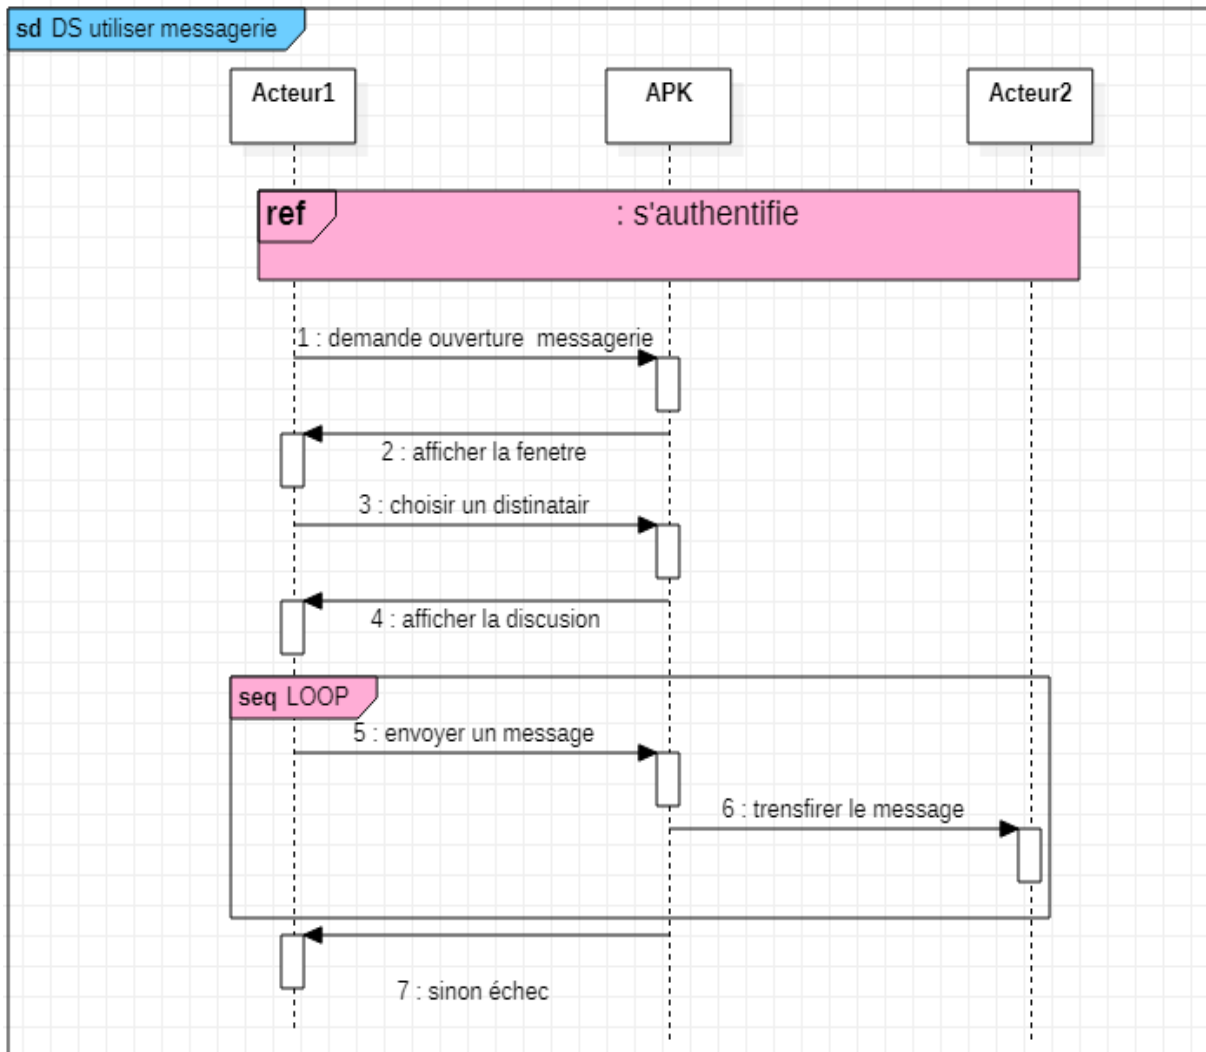 sd DS utiliser messagerie
Acteur1
APK
Acteur2
ref
: s'authentifie
1 : demande ouverture messagerie
2 : afficher la fenetre
3 : choisir un distinatair
4 : afficher la discusion
seq LOOP
5 : envoyer un message
6 : trensfirer le message
7 : sinon échec